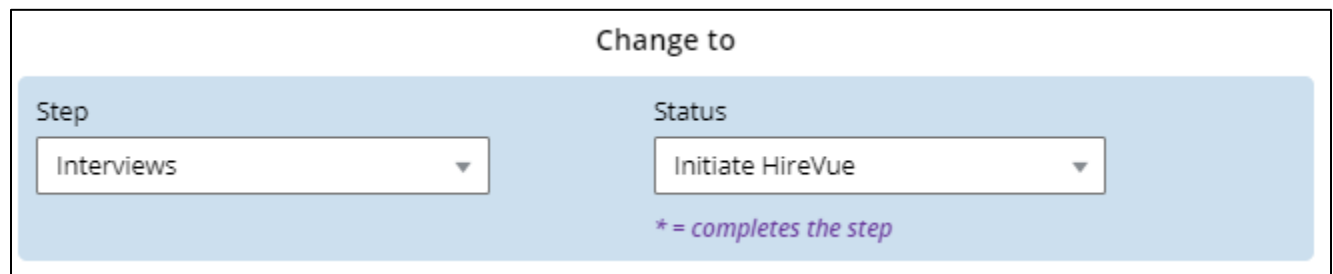 Change to
Step
Status
Interviews
Initiate HireVue
* = completes the step